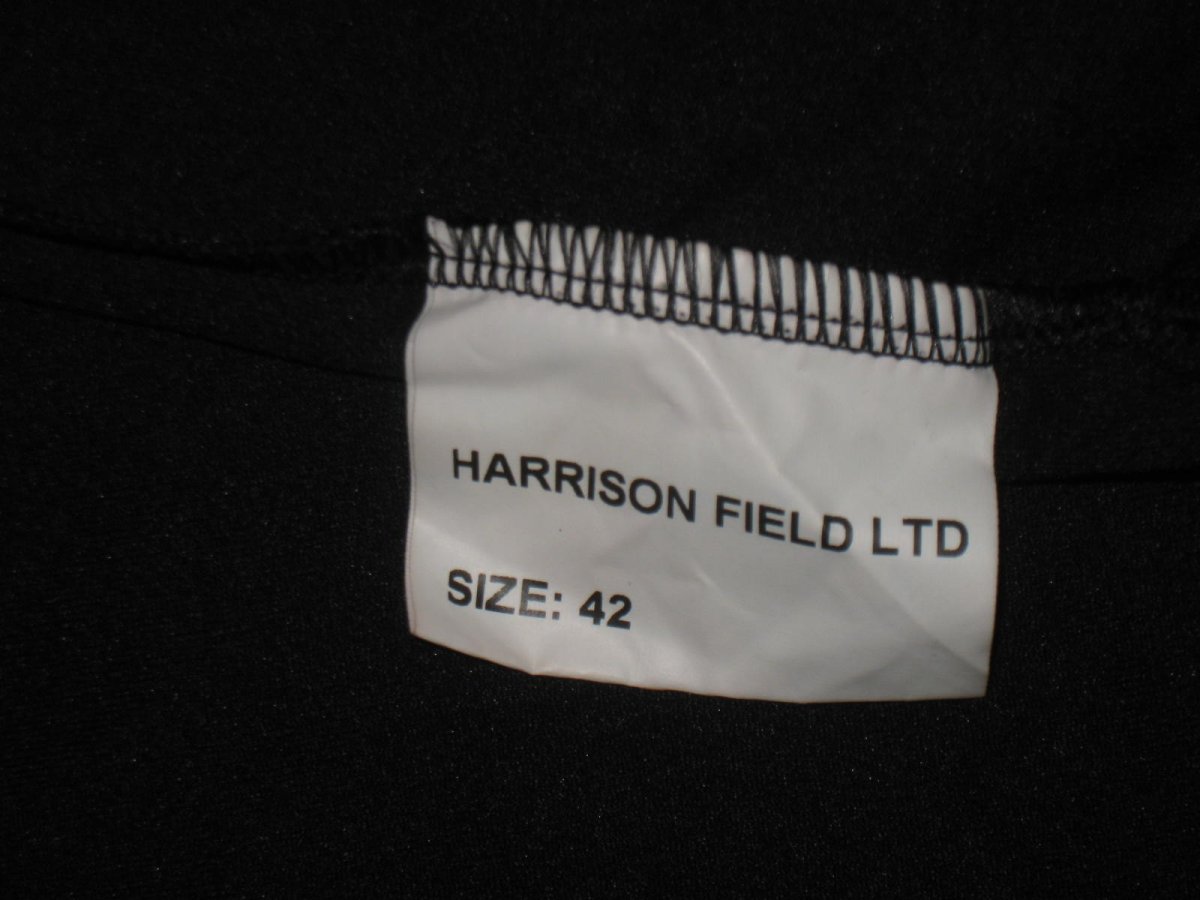 HARRISON FIELD LTD
SIZE: 42